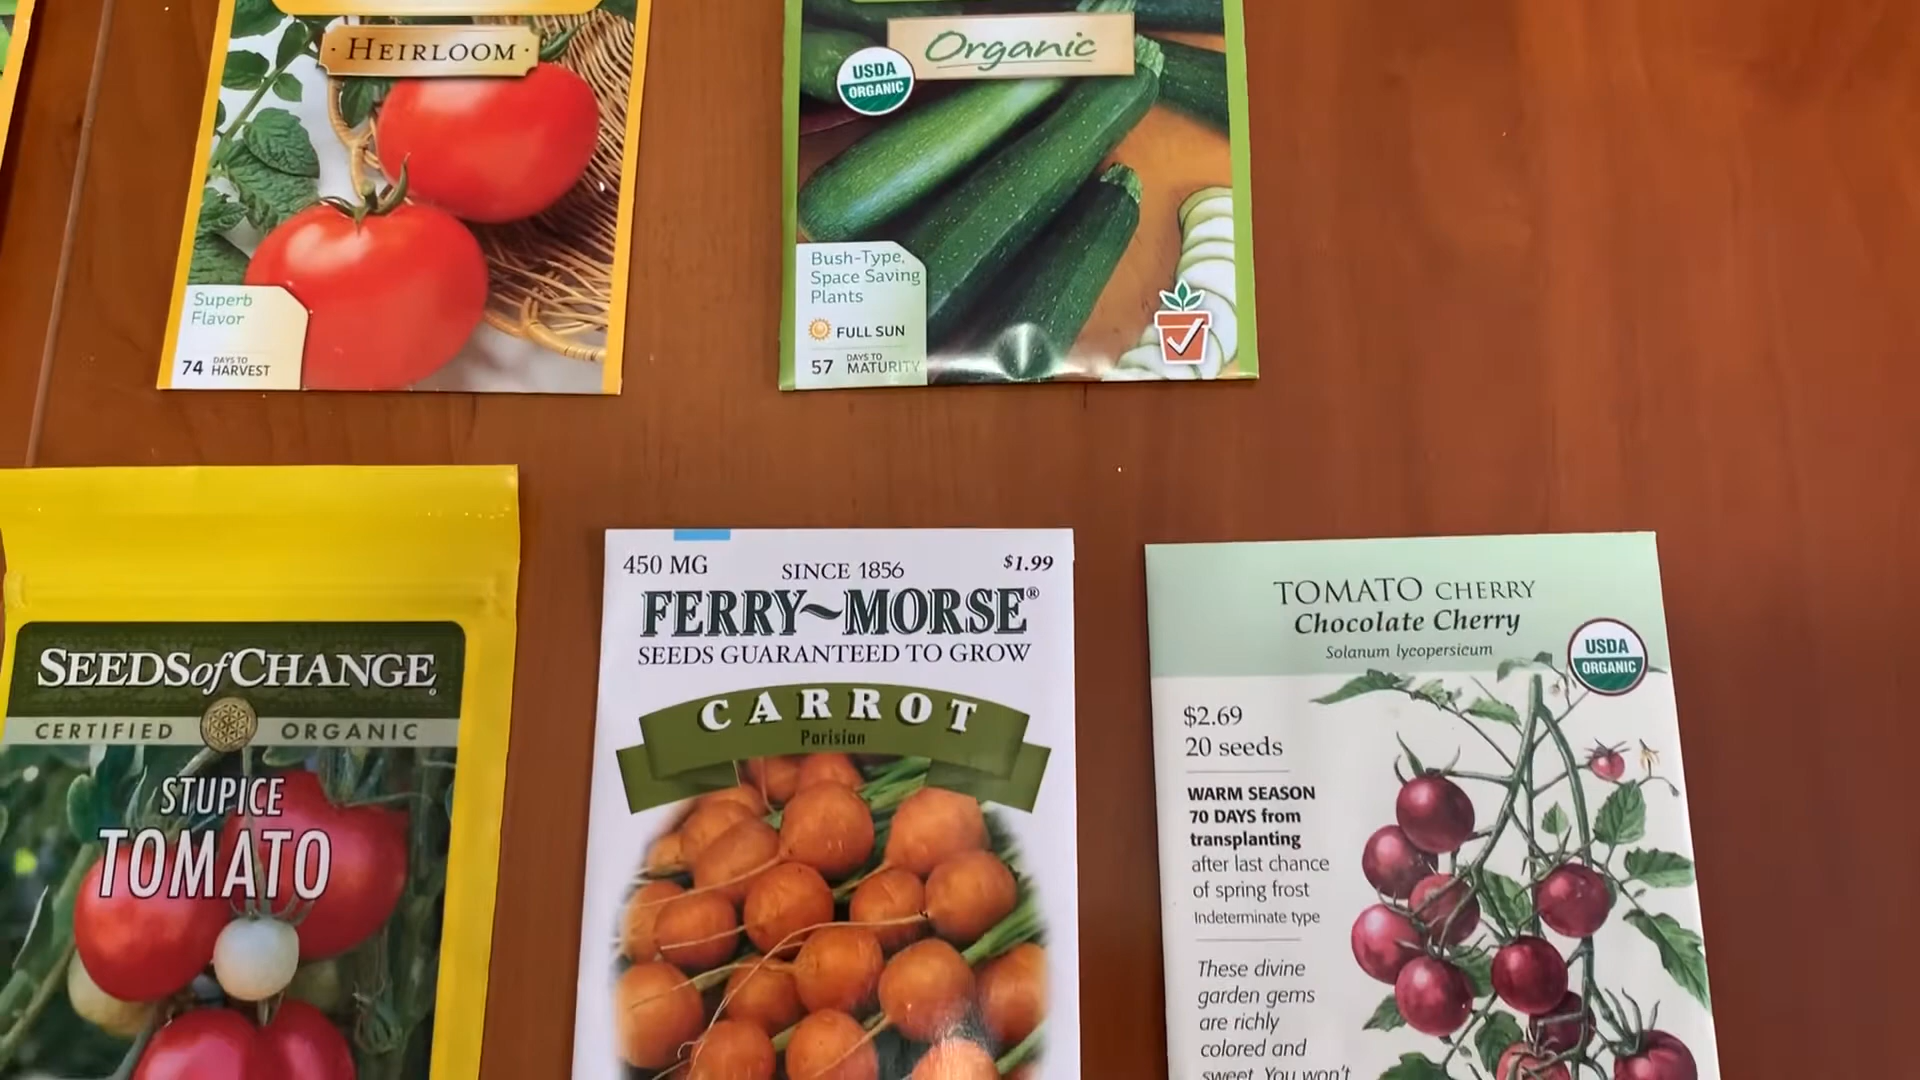 HEIRLOOM
Superb
Flavor
74 DAYS TO HARVEST
Organic
USDA
ORGANIC
Bush-Type,
Space Saving
Plants
FULL SUN
57 DAYS TO MATURITY
SEEDS of CHANGE
CERTIFIED ORGANIC
STUPICE
TOMATO
450 MG
SINCE 1856
$1.99
FERRY~MORSE®
SEEDS GUARANTEED TO GROW
CARROT
Parisian
TOMATO CHERRY
Chocolate Cherry
Solanum lycopersicum
USDA
ORGANIC
$2.69
20 seeds
WARM SEASON
70 DAYS from
transplanting
after last chance
of spring frost
Indeterminate type
These divine
garden gems
are richly
colored and
sweet. You won't